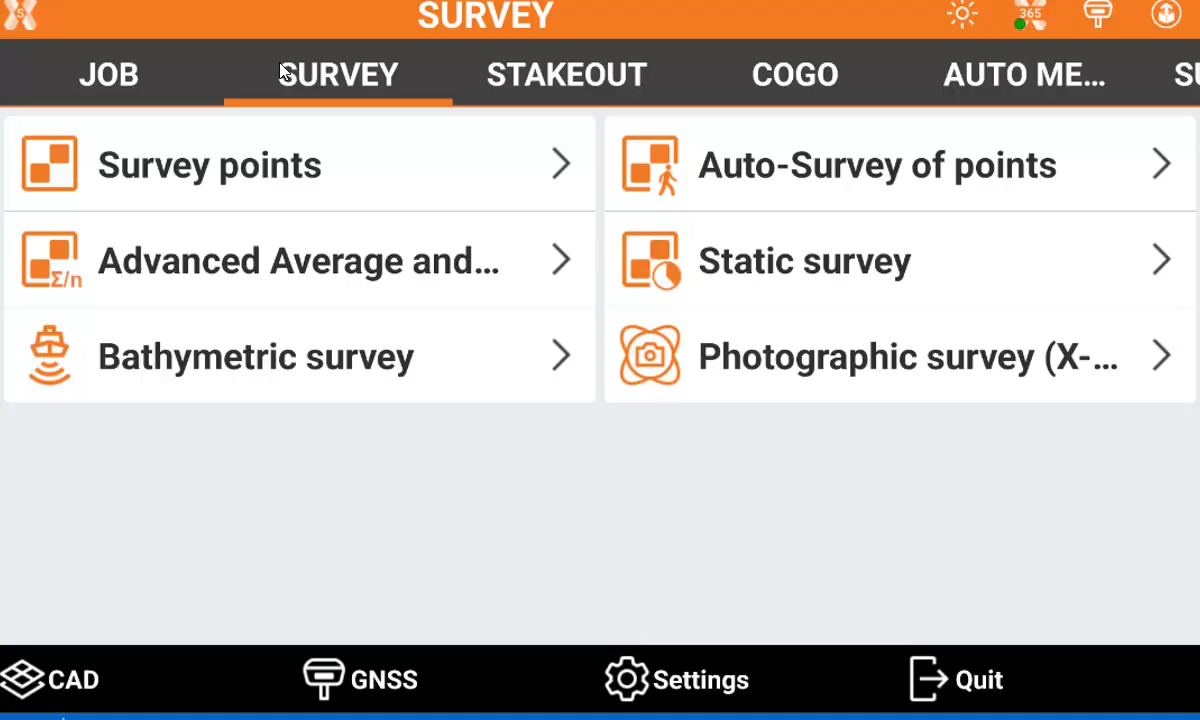 SURVEY
365
JOB SURVEY STAKEOUT COGO AUTO ME... SU
Survey points
Auto-Survey of points
Σ/n
Advanced Average and...
Static survey
Bathymetric survey
Photographic survey (X-...
CAD GNSS Settings Quit